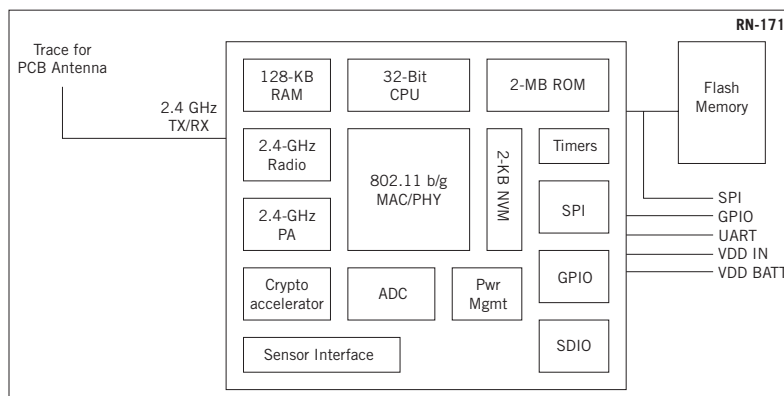 RN-171
Trace for
PCB Antenna
2.4 GHz
TX/RX
128-KB
RAM
32-Bit
CPU
2-MB ROM
Flash
Memory
2.4-GHz
Radio
802.11 b/g
MAC/PHY
2-KB NVM
Timers
2.4-GHz
PA
SPI
SPI
GPIO
UART
VDD IN
VDD BATT
Crypto
accelerator
ADC
Pwr
Mgmt
GPIO
Sensor Interface
SDIO